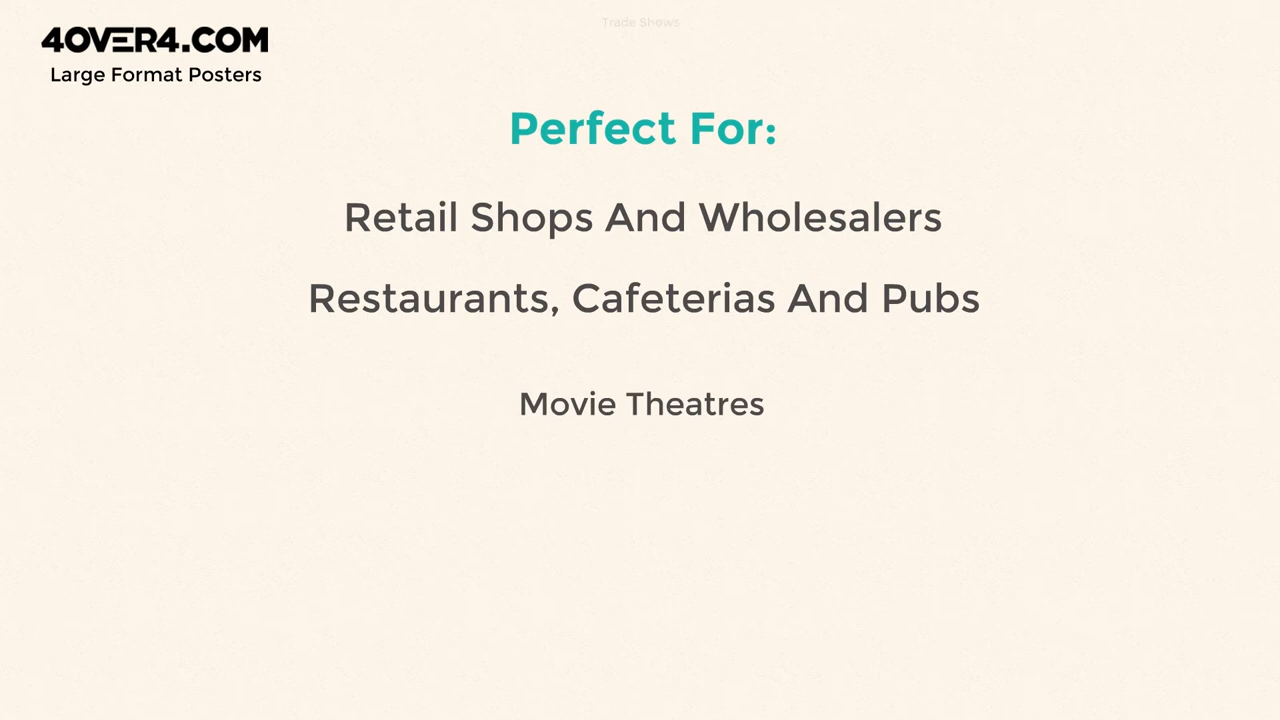 Trade Shows
4OVER4.COM
Large Format Posters
Perfect For:
Retail Shops And Wholesalers
Restaurants, Cafeterias And Pubs
Movie Theatres